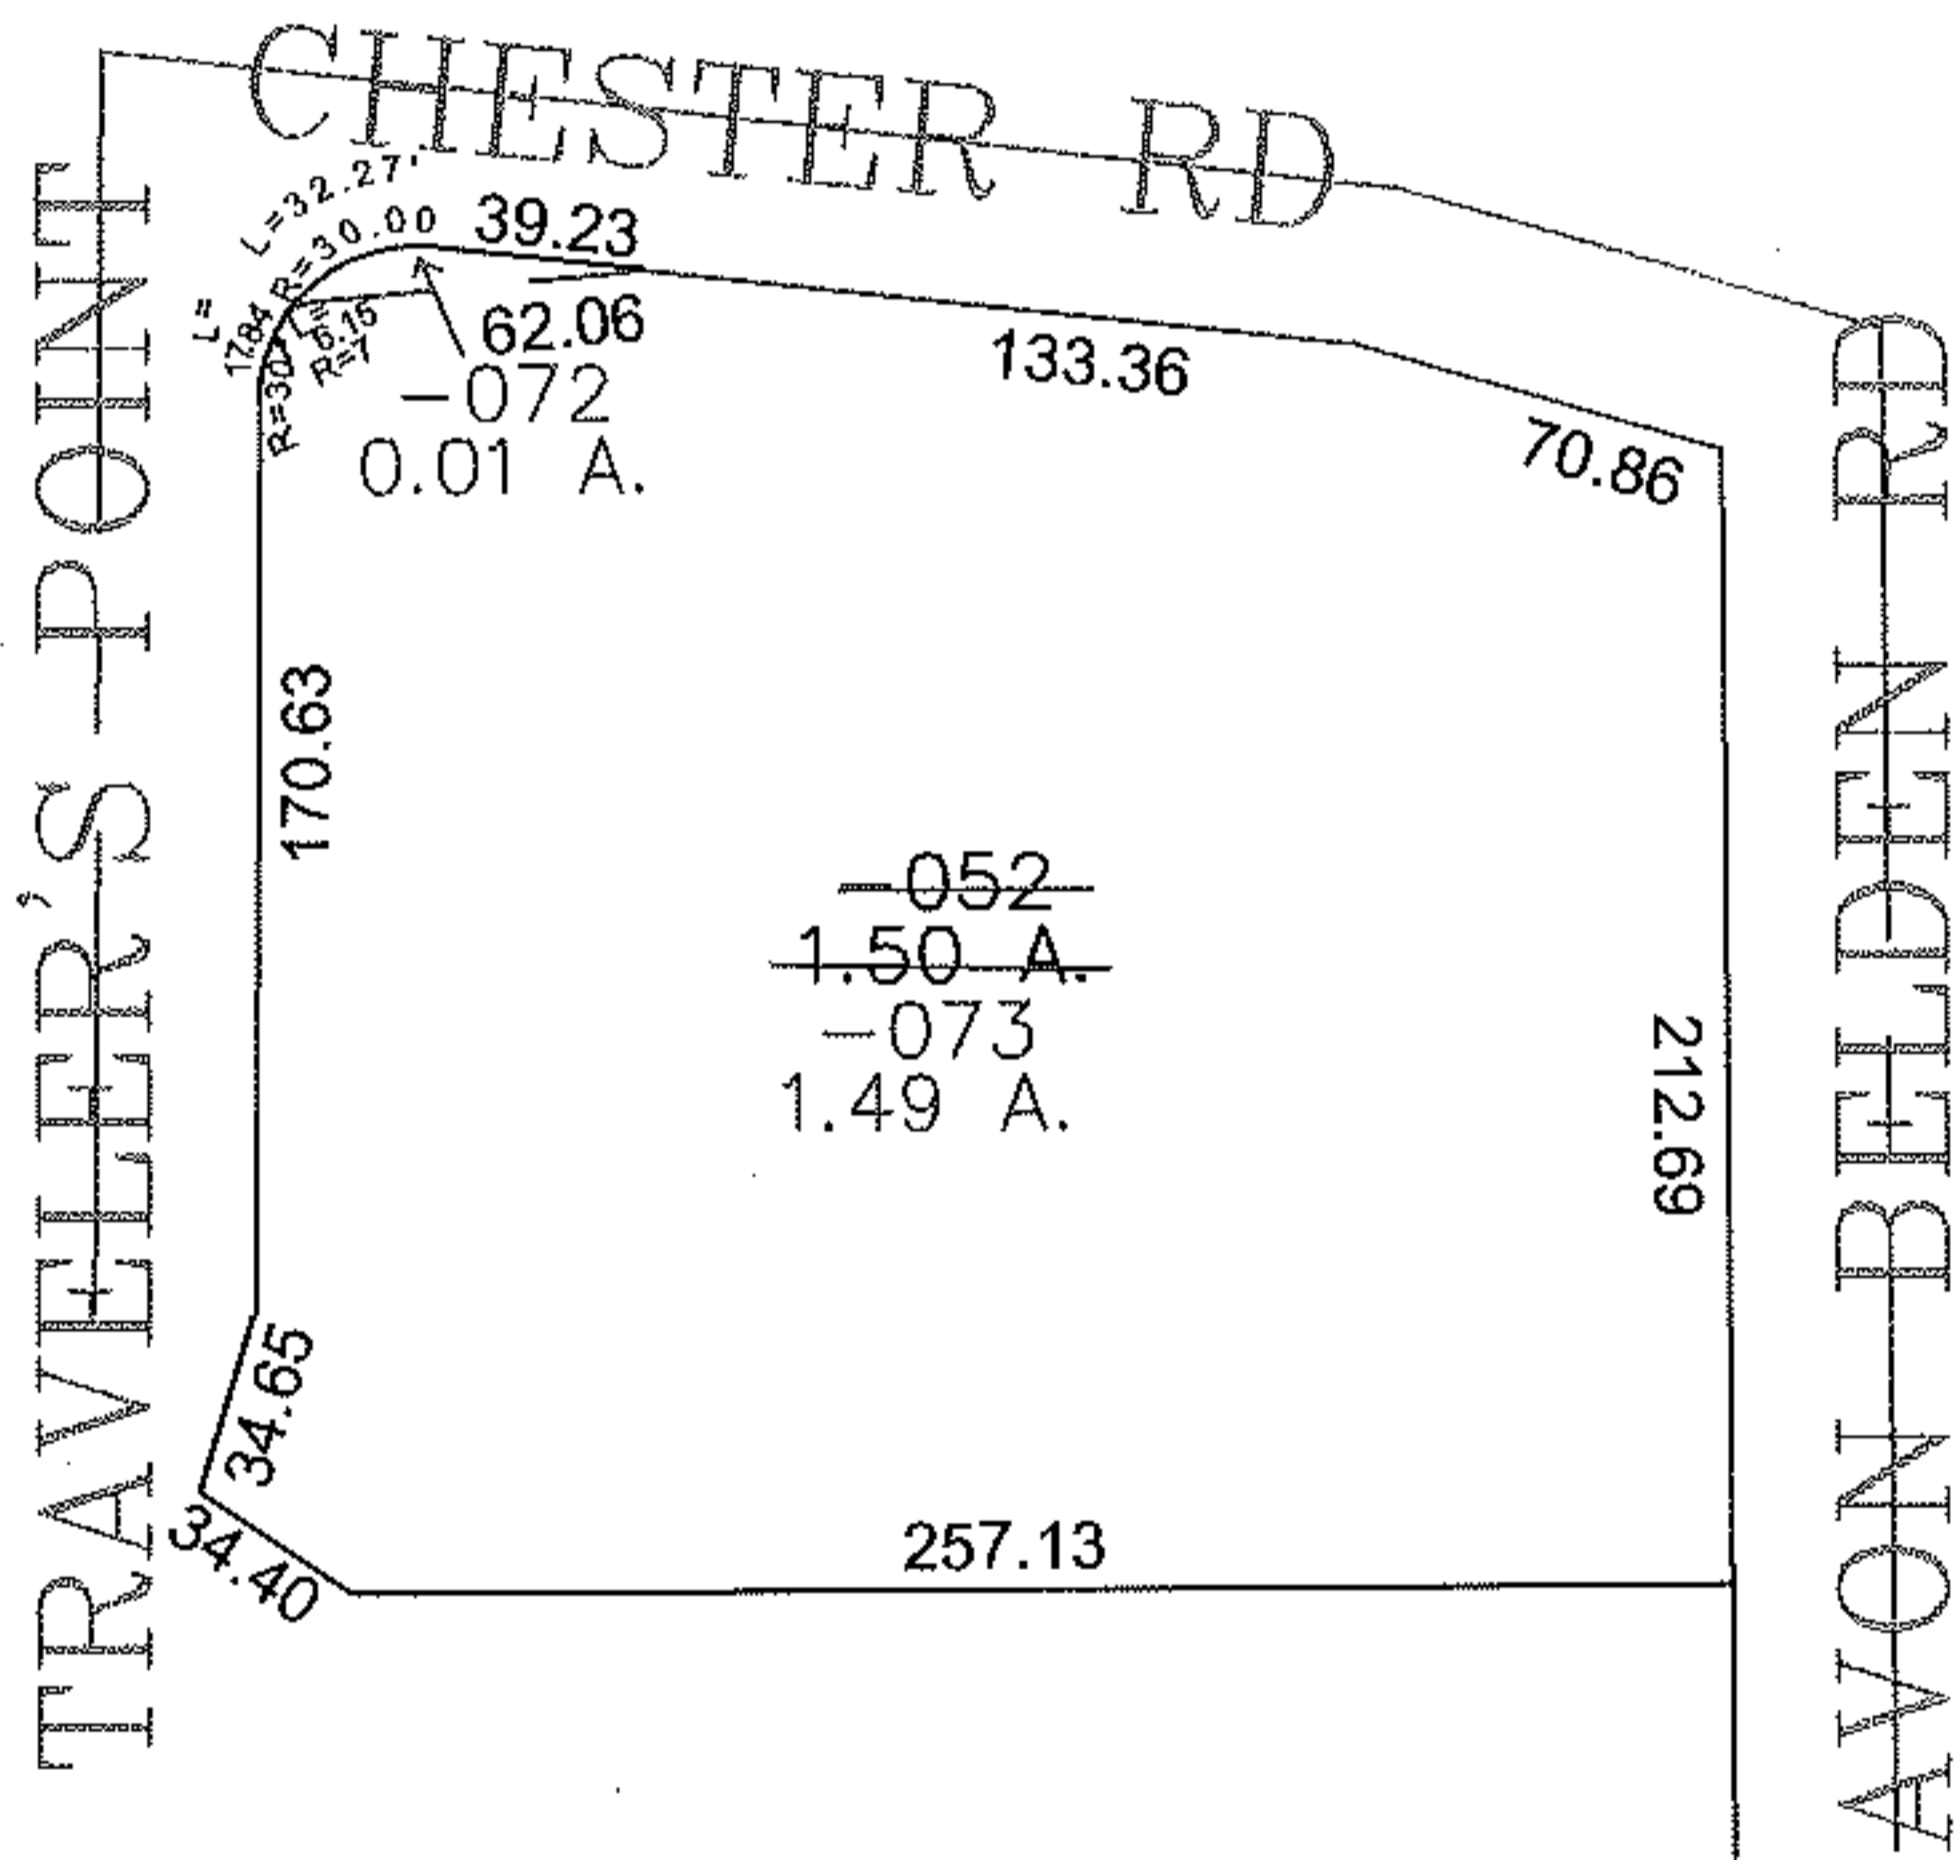 CHESTER RD
L=32.27'
R=30.00
39.23
L=
17.84
L=
6.15
R=7
R=30
62.06
-072
0.01 A.
133.36
70.86
TRAVELER'S POINT
170.63
-052
1.50 A.
-073
1.49 A.
212.69
AVON BELDEN RD
34.65
34.40
257.13